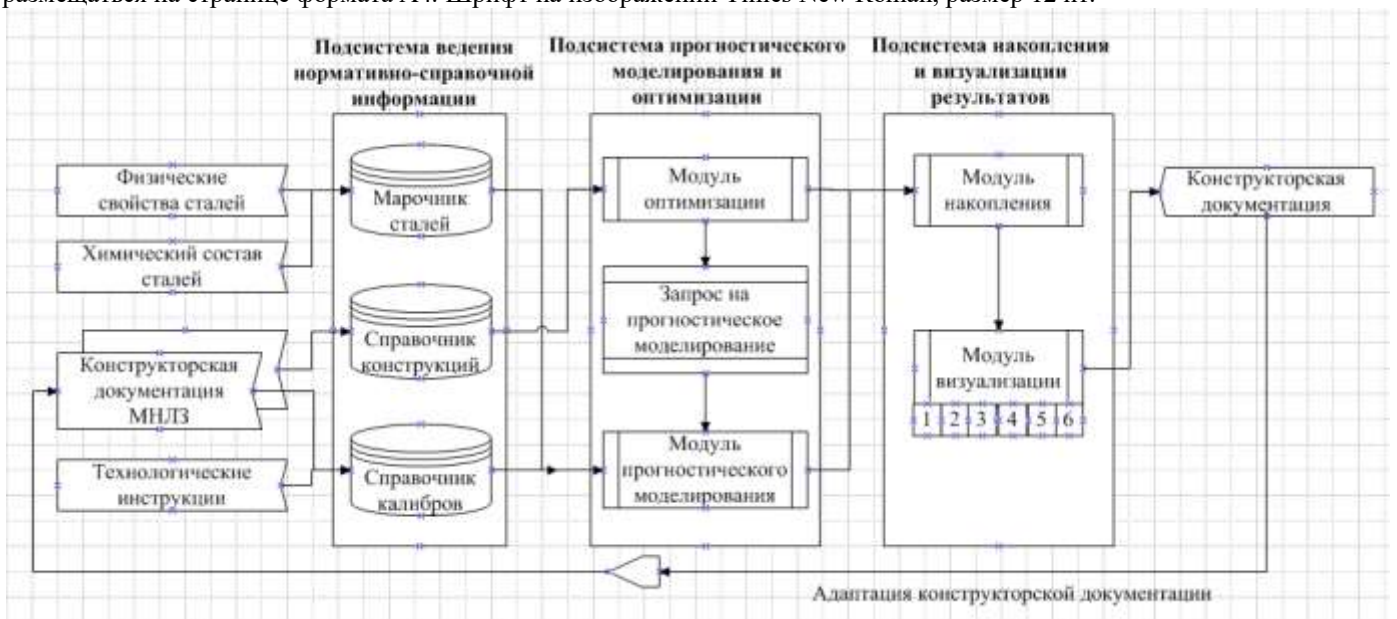 размещаться на странице формата А4. Шрифт на изображении Times New Roman, размер 12 пт.
Подсистема ведения
нормативно-справочной
информации
Подсистема прогностического
моделирования и
оптимизации
Подсистема накопления
и визуализации
результатов
Физические
свойства сталей
Химический состав
сталей
Конструкторская
документация
МНЛЗ
Технологические
инструкции
Марочник
сталей
Справочник
конструкций
Справочник
калибров
Модуль
оптимизации
Запрос на
прогностическое
моделирование
Модуль
прогностического
моделирования
Модуль
накопления
Модуль
визуализации
1 2 3 4 5 6
Конструкторская
документация
Адаптация конструкторской документации